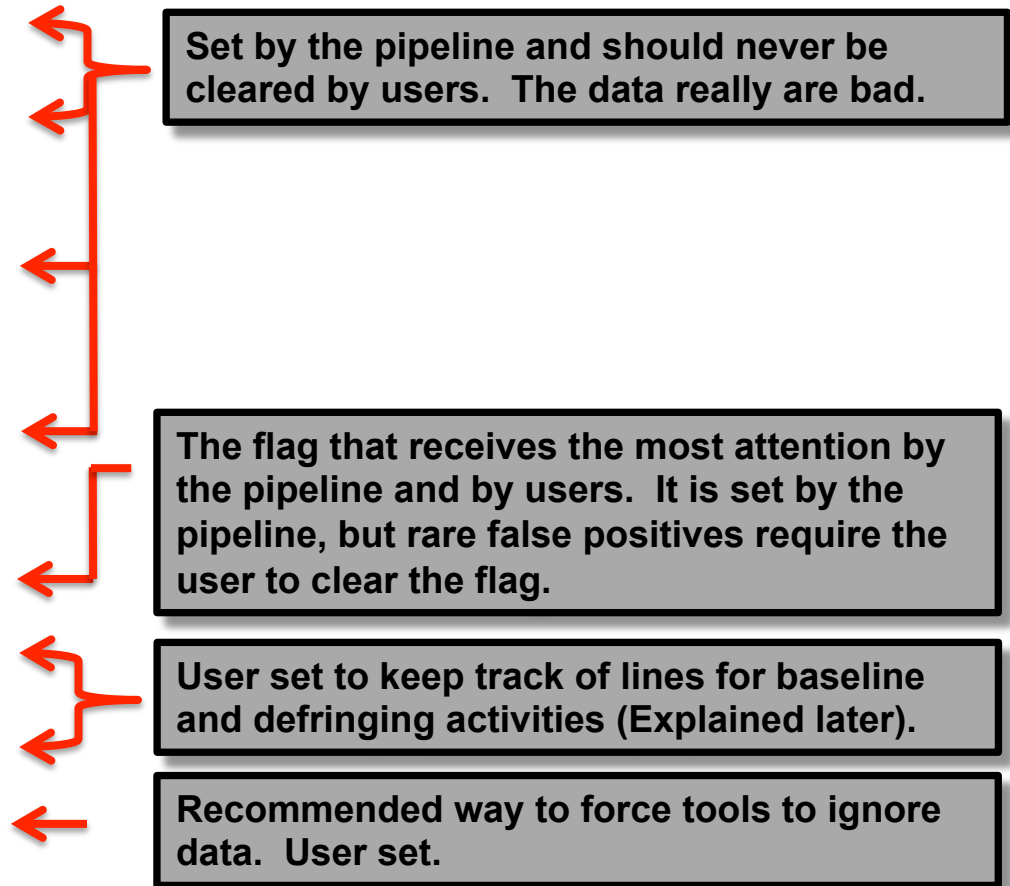 Set by the pipeline and should never be
cleared by users.  The data really are bad.
The flag that receives the most attention by
the pipeline and by users.  It is set by the
pipeline, but rare false positives require the
user to clear the flag.
User set to keep track of lines for baseline
and defringing activities (Explained later).
Recommended way to force tools to ignore
data.  User set.